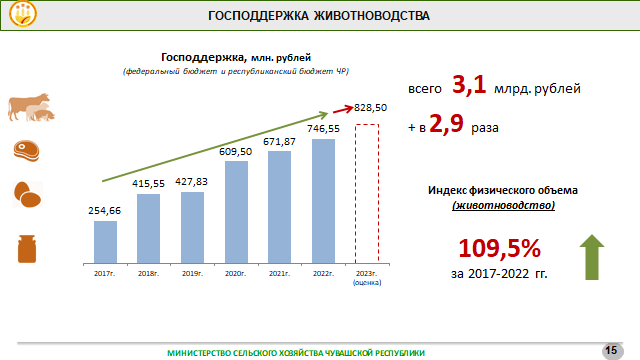 ГОСПОДДЕРЖКА ЖИВОТНОВОДСТВА
Господдержка, млн. рублей
(федеральный бюджет и республиканский бюджет ЧР)
254,66
415,55
427,83
609,50
671,87
746,55
828,50
2017г.
2018г.
2019г.
2020г.
2021г.
2022г.
2023г.
(оценка)
всего 3,1 млрд. рублей
+ в 2,9 раза
Индекс физического объема
(животноводство)
109,5%
за 2017-2022 гг.
МИНИСТЕРСТВО СЕЛЬСКОГО ХОЗЯЙСТВА ЧУВАШСКОЙ РЕСПУБЛИКИ
15